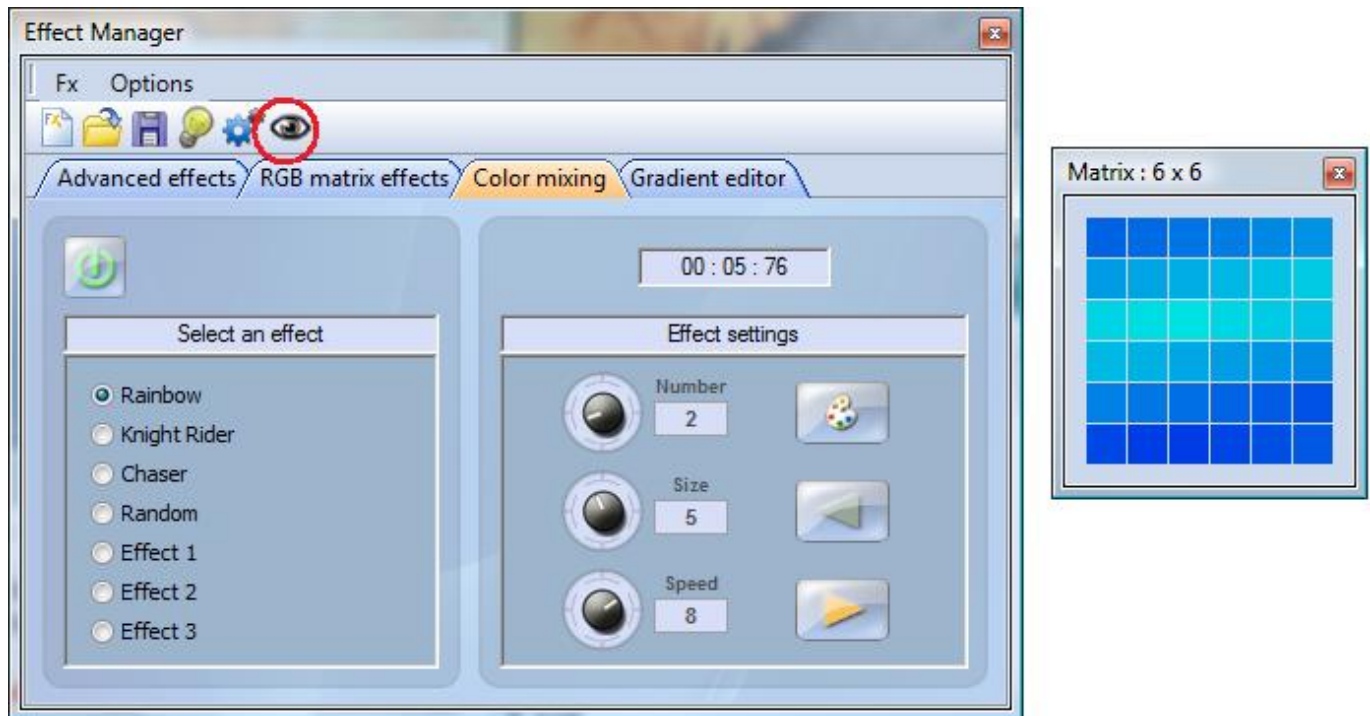 Effect Manager
Fx Options
FX
Advanced effects RGB matrix effects Color mixing Gradient editor
00 : 05 : 76
Select an effect
Rainbow
Knight Rider
Chaser
Random
Effect 1
Effect 2
Effect 3
Effect settings
Number
2
Size
5
Speed
8
Matrix : 6 x 6